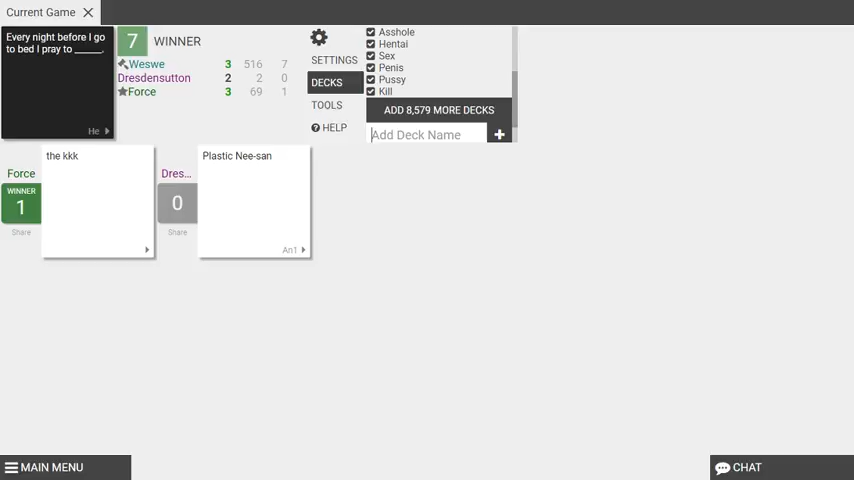 Current Game
Every night before I go
to bed I pray to ______.
He
7 WINNER
Weswe 3 516 7
Dresdensutton 2 2 0
Force 3 69 1
SETTINGS
DECKS
TOOLS
HELP
Asshole
Hentai
Sex
Penis
Pussy
Kill
ADD 8,579 MORE DECKS
Add Deck Name
Force
WINNER
1
Share
the kkk
Dres...
0
Share
Plastic Nee-san
An1
MAIN MENU
CHAT